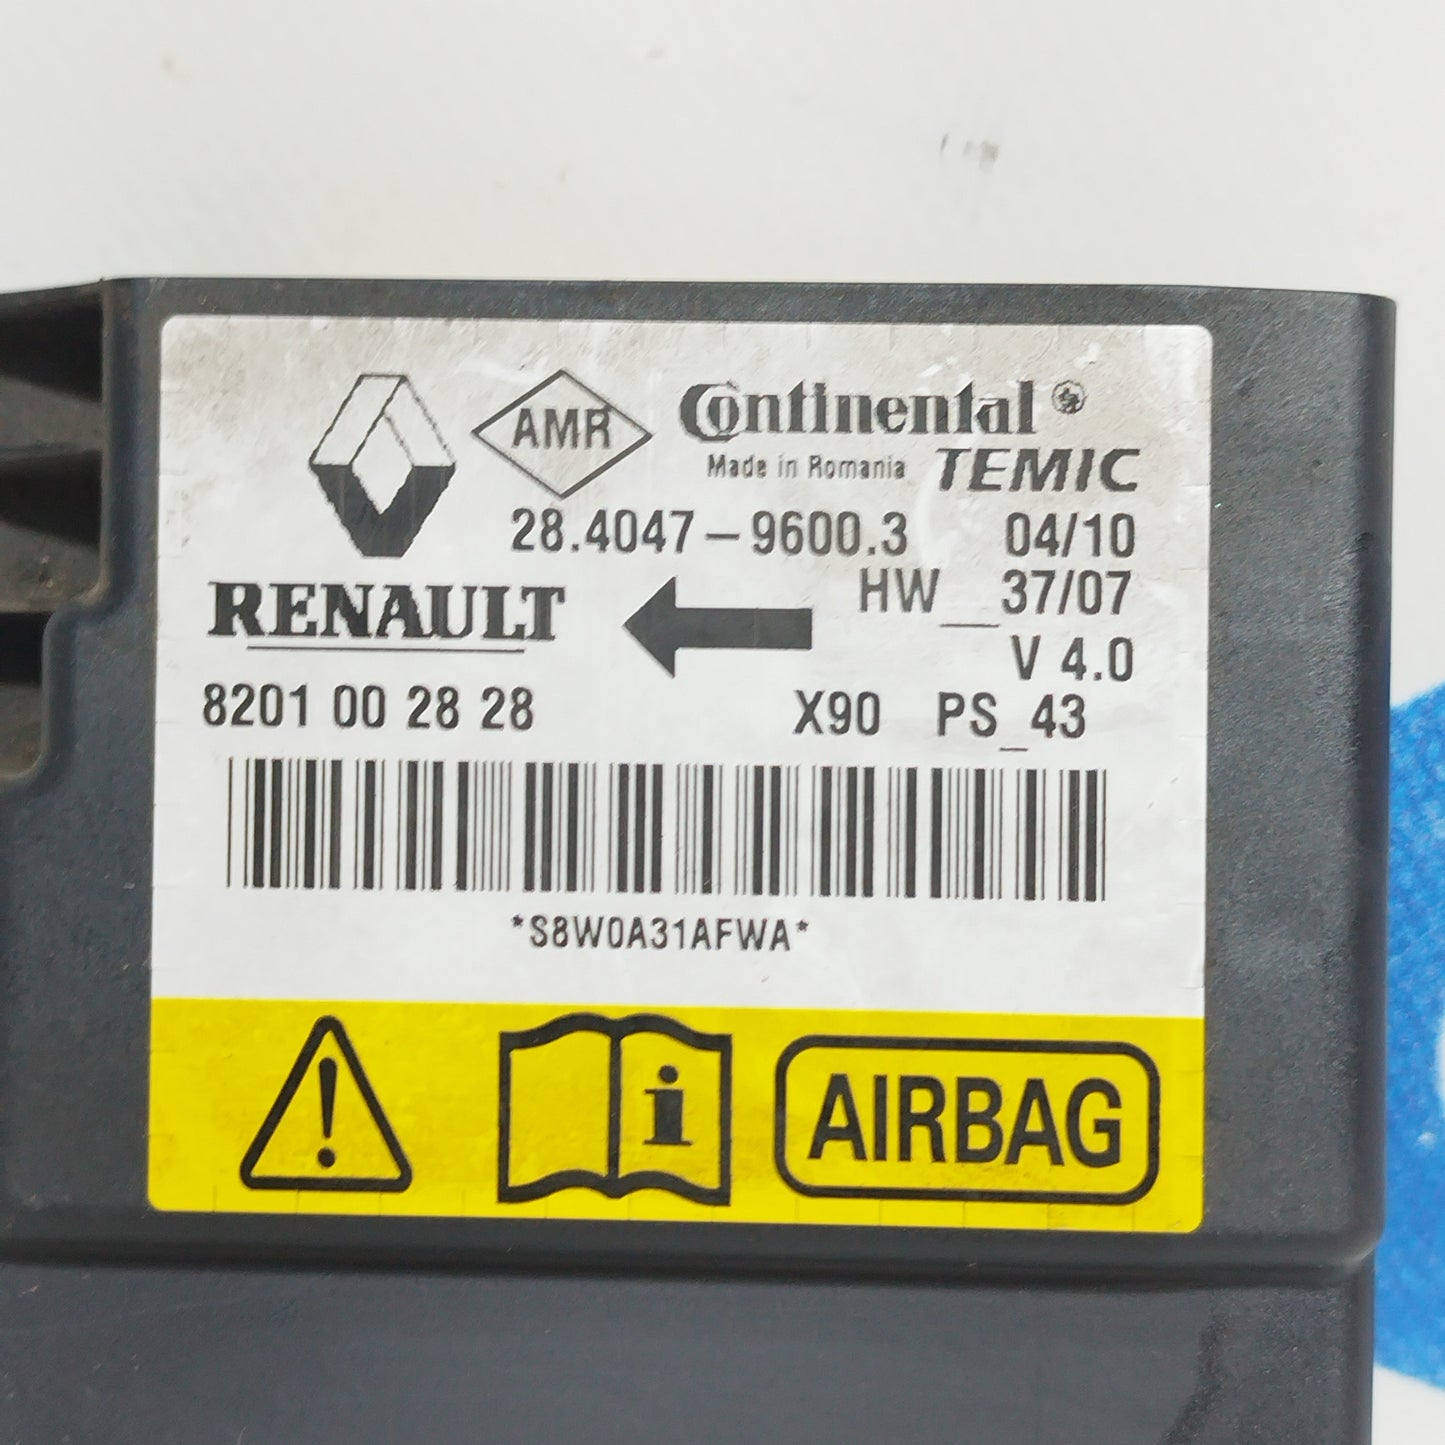 AMR
Continental
Made in Romania TEMIC
28.4047-9600.3 04/10
HW__37/07
V 4.0
RENAULT
8201 00 28 28 X90 PS_43
*S8W0A31AFWA*
! i AIRBAG